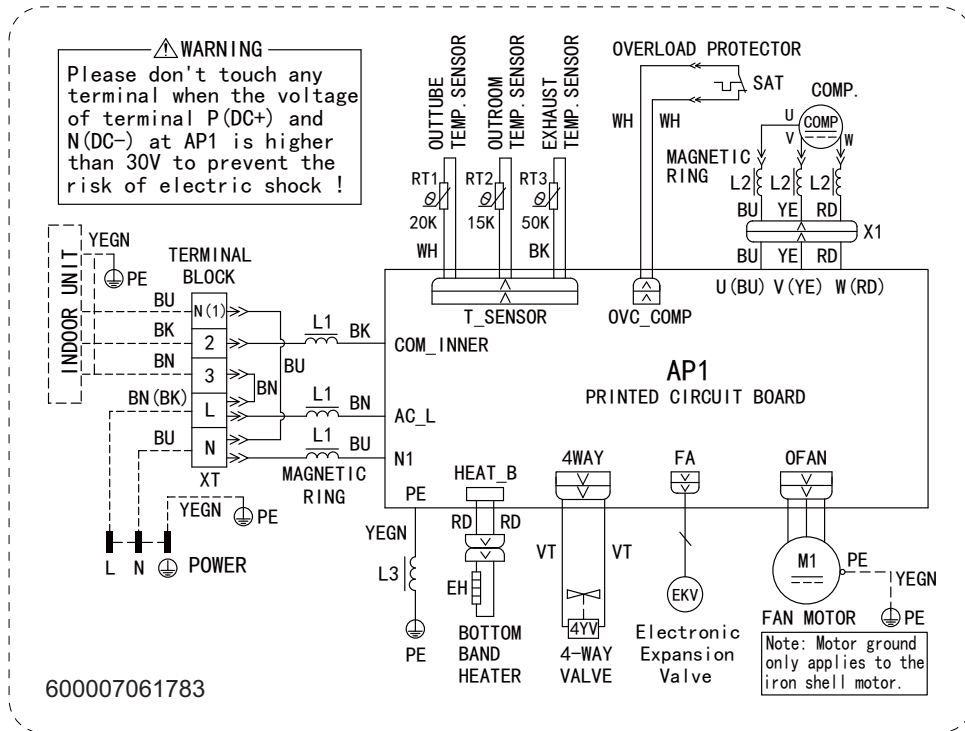 WARNING
Please don't touch any
terminal when the voltage
of terminal P(DC+) and
N(DC-) at AP1 is higher
than 30V to prevent the
risk of electric shock !
OUTTUBE
TEMP. SENSOR
OUTROOM
TEMP. SENSOR
EXHAUST
TEMP. SENSOR
RT1
RT2
RT3
20K
15K
50K
WH
BK
OVERLOAD PROTECTOR
SAT
WH
WH
COMP.
COMP
U
V
W
MAGNETIC
RING
L2
L2
L2
BU
YE
RD
X1
BU
YE
RD
INDOOR UNIT
YEGN
PE
TERMINAL
BLOCK
BU
N(1)
BK
2
BN
3
BN(BK)
L
BU
N
XT
BU
BN
L1
BK
L1
BN
L1
BU
MAGNETIC
RING
YEGN
PE
L
N
POWER
T_SENSOR
OVC_COMP
U(BU)
V(YE)
W(RD)
COM_INNER
AP1
PRINTED CIRCUIT BOARD
AC_L
N1
PE
HEAT_B
4WAY
FA
OFAN
YEGN
L3
PE
RD
RD
EH
BOTTOM
BAND
HEATER
VT
VT
4YV
4-WAY
VALVE
EKV
Electronic
Expansion
Valve
M1
PE
YEGN
PE
FAN MOTOR
Note: Motor ground
only applies to the
iron shell motor.
600007061783